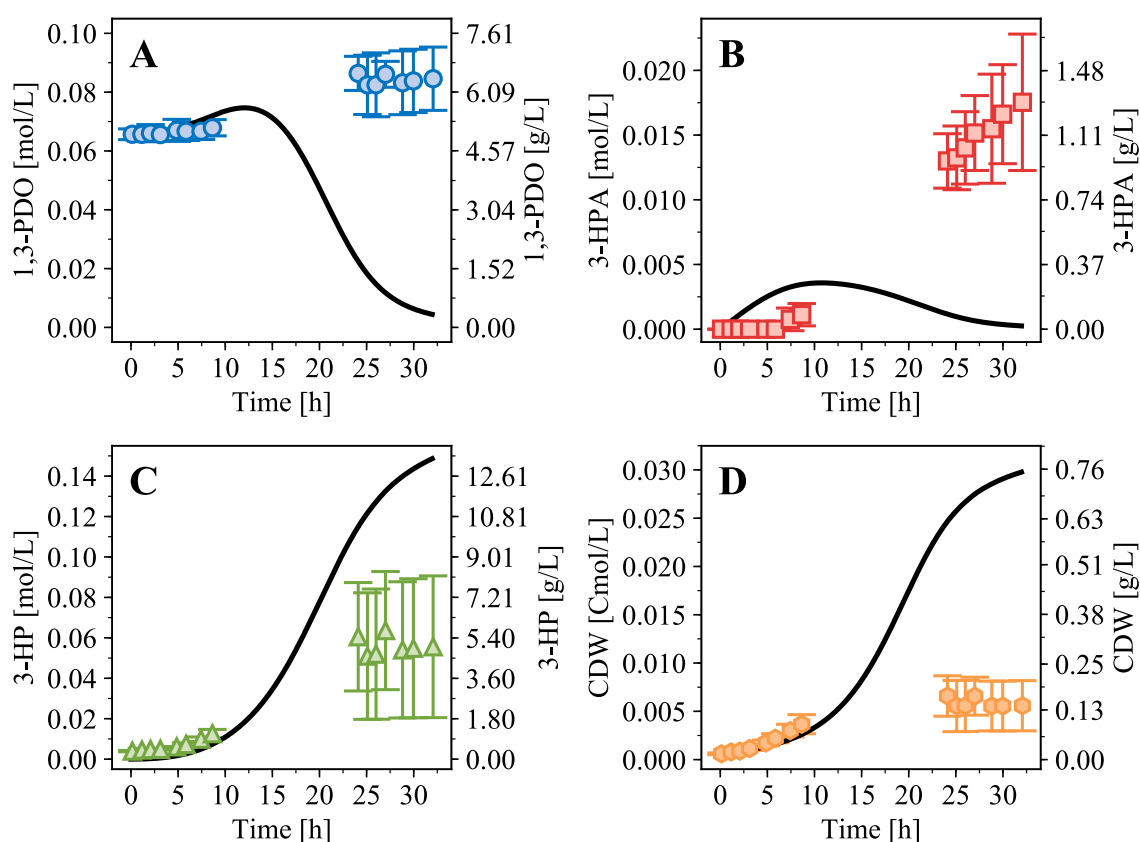 A
1,3-PDO [mol/L]
0.10
0.08
0.06
0.04
0.02
0.00
7.61
6.09
4.57
3.04
1.52
0.00
1,3-PDO [g/L]
0 5 10 15 20 25 30
Time [h]
B
3-HPA [mol/L]
0.020
0.015
0.010
0.005
0.000
1.48
1.11
0.74
0.37
0.00
3-HPA [g/L]
0 5 10 15 20 25 30
Time [h]
C
3-HP [mol/L]
0.14
0.12
0.10
0.08
0.06
0.04
0.02
0.00
12.61
10.81
9.01
7.21
5.40
3.60
1.80
0.00
3-HP [g/L]
0 5 10 15 20 25 30
Time [h]
D
CDW [Cmol/L]
0.030
0.025
0.020
0.015
0.010
0.005
0.000
0.76
0.63
0.51
0.38
0.25
0.13
0.00
CDW [g/L]
0 5 10 15 20 25 30
Time [h]